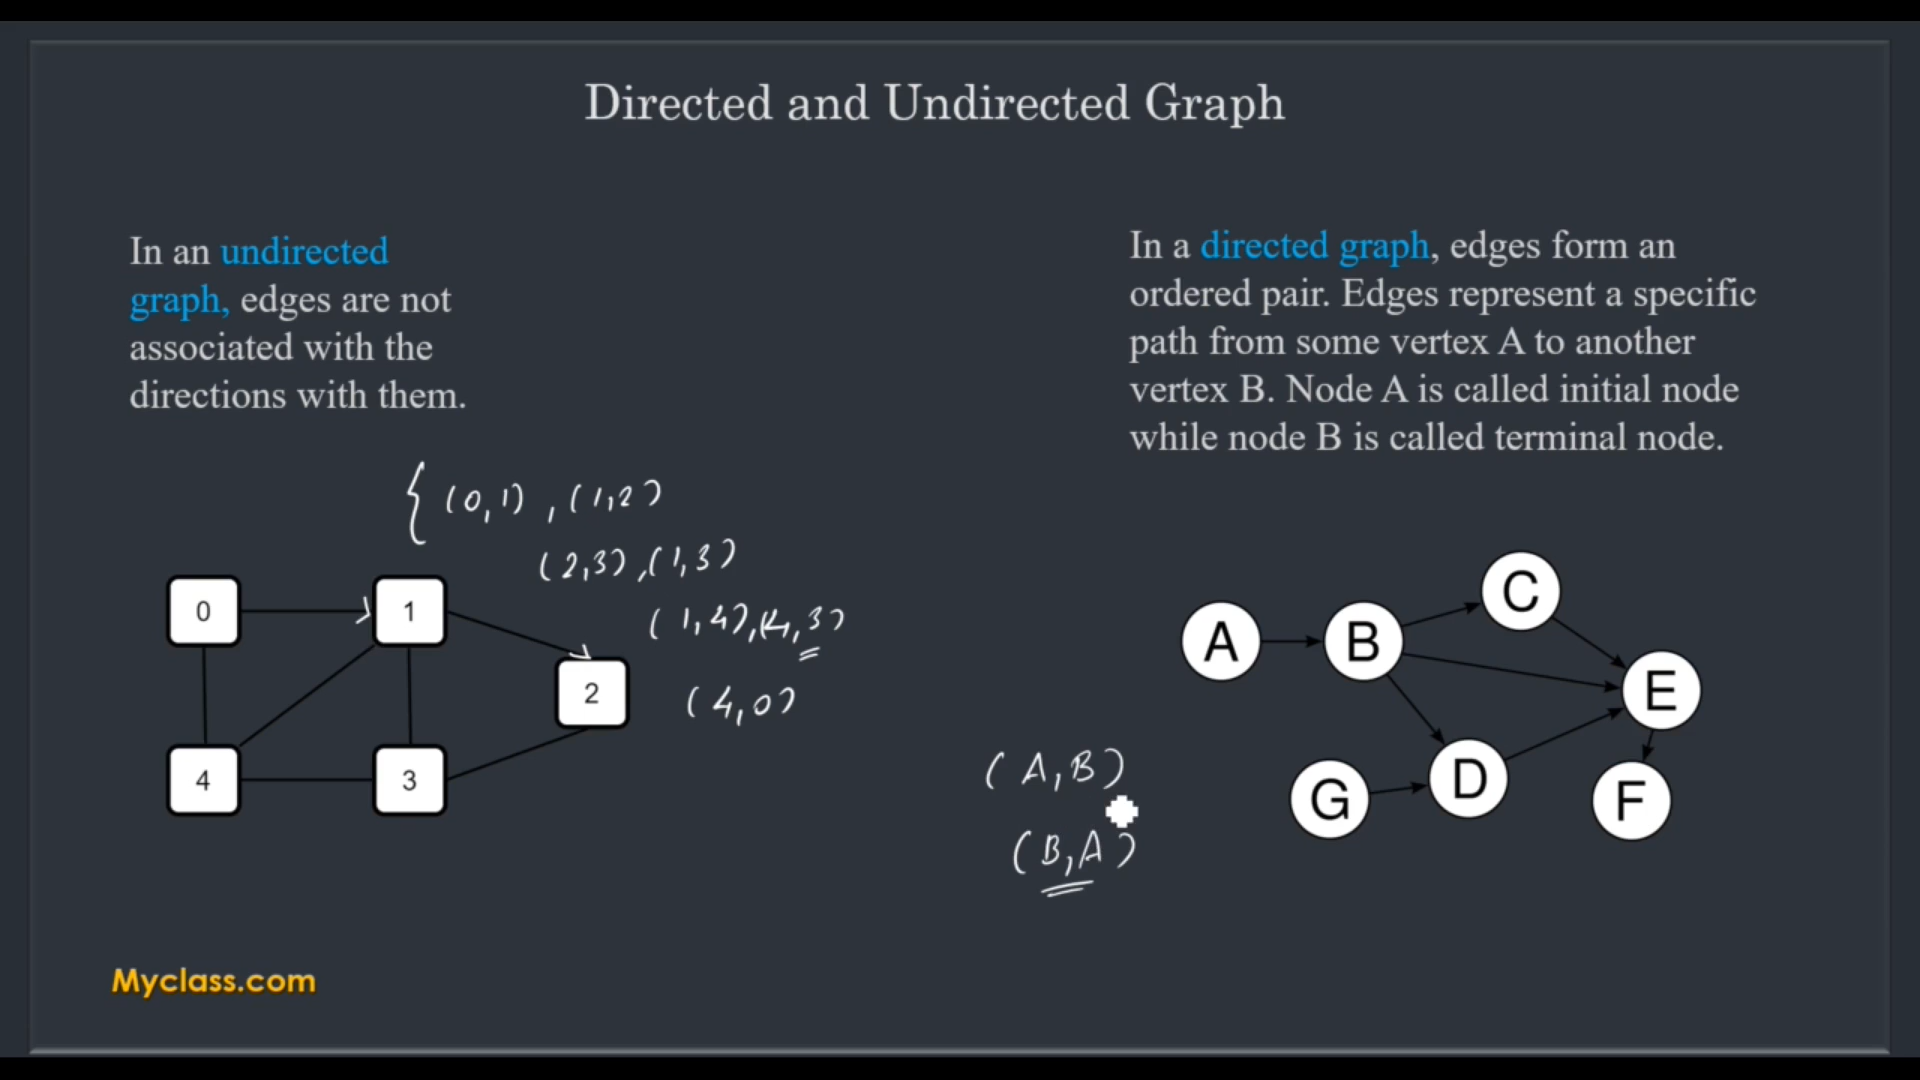 Directed and Undirected Graph
In an undirected
graph, edges are not
associated with the
directions with them.
In a directed graph, edges form an
ordered pair. Edges represent a specific
path from some vertex A to another
vertex B. Node A is called initial node
while node B is called terminal node.
{ (0,1) , (1,2)
(2,3) , (1,3)
(1,4), (4,3)
(4,0)
0
1
2
4
3
(A,B)
(B,A)
A
B
C
E
G
D
F
Myclass.com